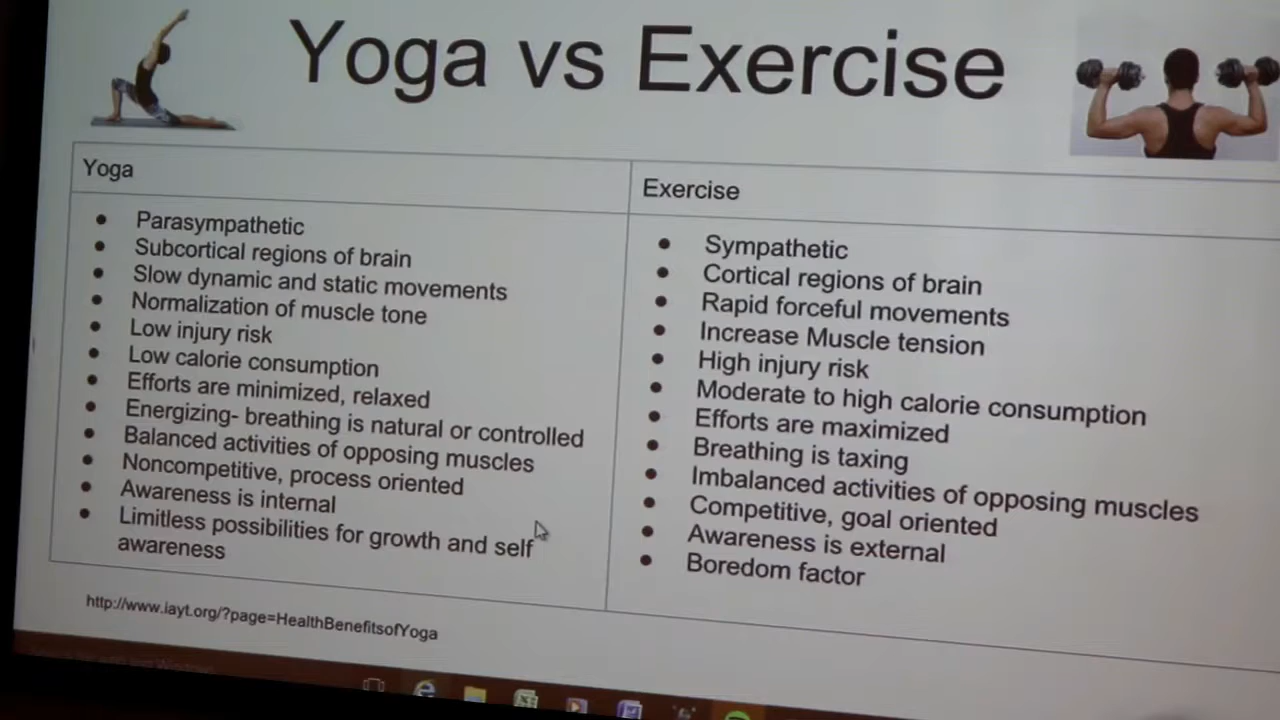 Yoga vs Exercise
Yoga
Parasympathetic
Subcortical regions of brain
Slow dynamic and static movements
Normalization of muscle tone
Low injury risk
Low calorie consumption
Efforts are minimized, relaxed
Energizing- breathing is natural or controlled
Balanced activities of opposing muscles
Noncompetitive, process oriented
Awareness is internal
Limitless possibilities for growth and self
awareness
Exercise
Sympathetic
Cortical regions of brain
Rapid forceful movements
Increase Muscle tension
High injury risk
Moderate to high calorie consumption
Efforts are maximized
Breathing is taxing
Imbalanced activities of opposing muscles
Competitive, goal oriented
Awareness is external
Boredom factor
http://www.iayt.org/?page=HealthBenefitsofYoga